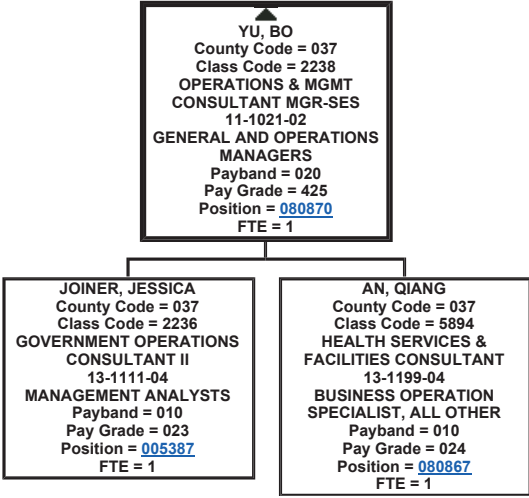 YU, BO
County Code = 037
Class Code = 2238
OPERATIONS & MGMT
CONSULTANT MGR-SES
11-1021-02
GENERAL AND OPERATIONS
MANAGERS
Payband = 020
Pay Grade = 425
Position = 080870
FTE = 1
JOINER, JESSICA
County Code = 037
Class Code = 2236
GOVERNMENT OPERATIONS
CONSULTANT II
13-1111-04
MANAGEMENT ANALYSTS
Payband = 010
Pay Grade = 023
Position = 005387
FTE = 1
AN, QIANG
County Code = 037
Class Code = 5894
HEALTH SERVICES &
FACILITIES CONSULTANT
13-1199-04
BUSINESS OPERATION
SPECIALIST, ALL OTHER
Payband = 010
Pay Grade = 024
Position = 080867
FTE = 1